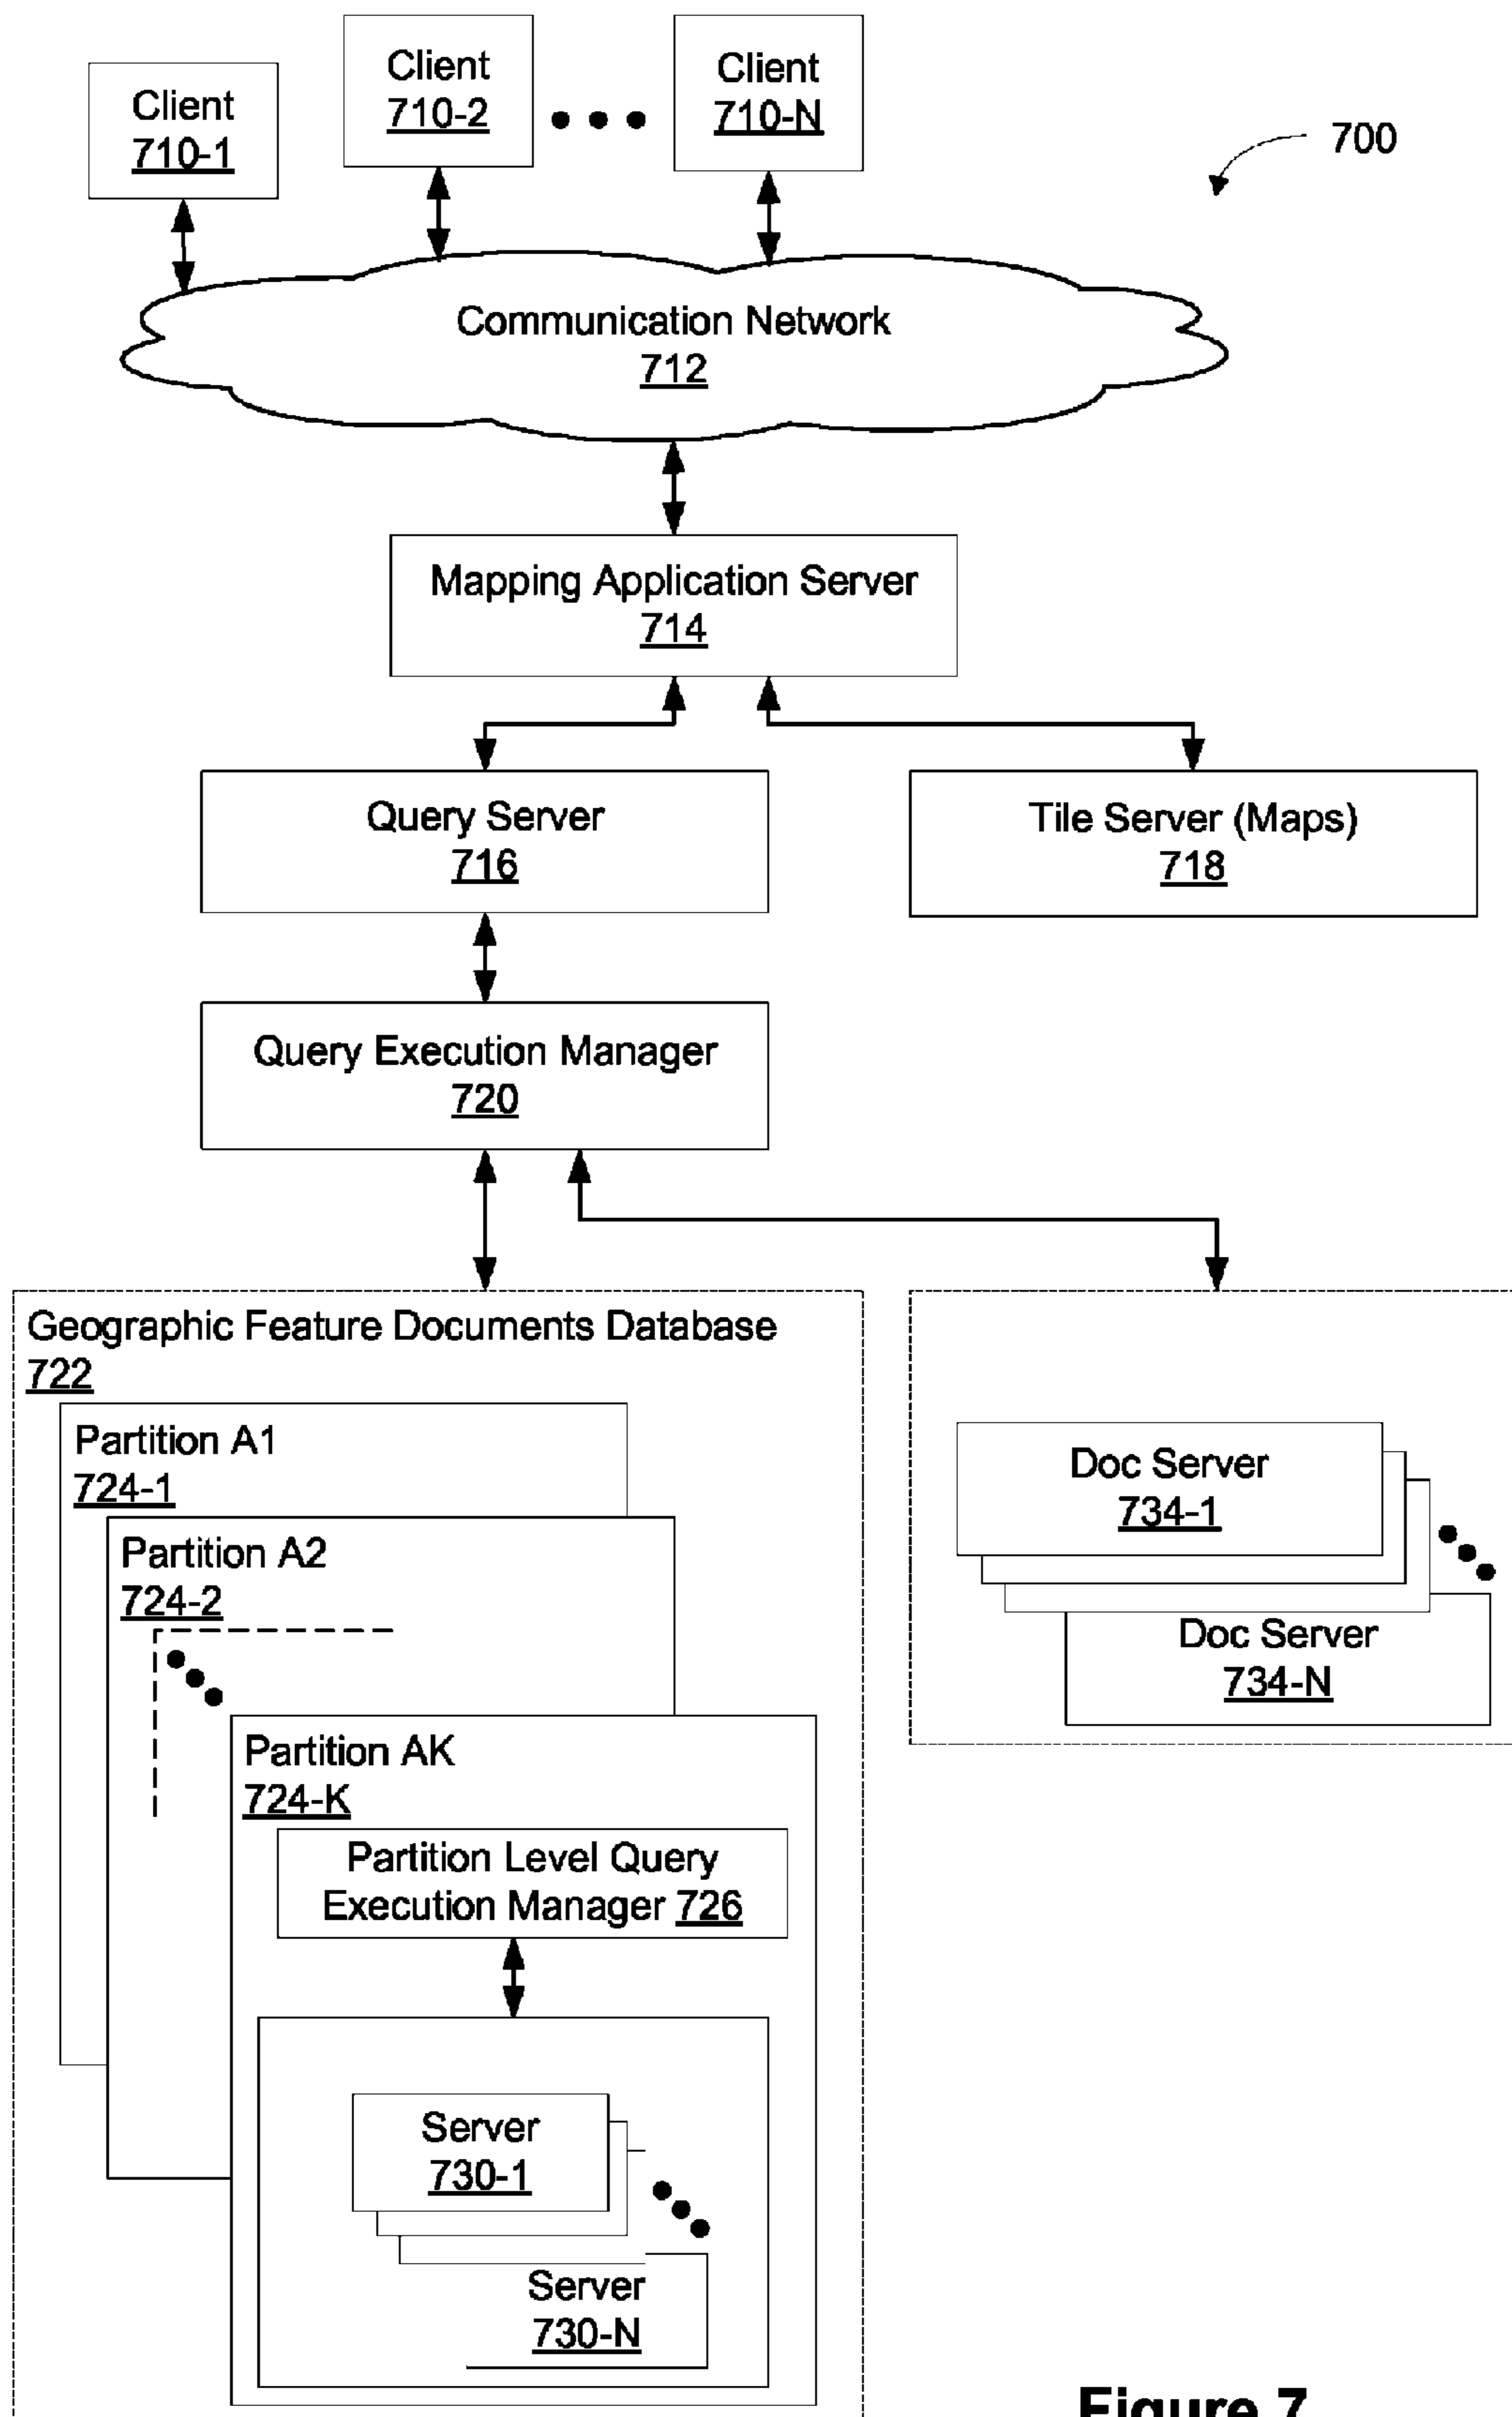 Client
710-1
Client
710-2
Client
710-N
700
Communication Network
712
Mapping Application Server
714
Query Server
716
Tile Server (Maps)
718
Query Execution Manager
720
Geographic Feature Documents Database
722
Partition A1
724-1
Partition A2
724-2
Partition AK
724-K
Partition Level Query
Execution Manager 726
Server
730-1
Server
730-N
Doc Server
734-1
Doc Server
734-N
Figure 7